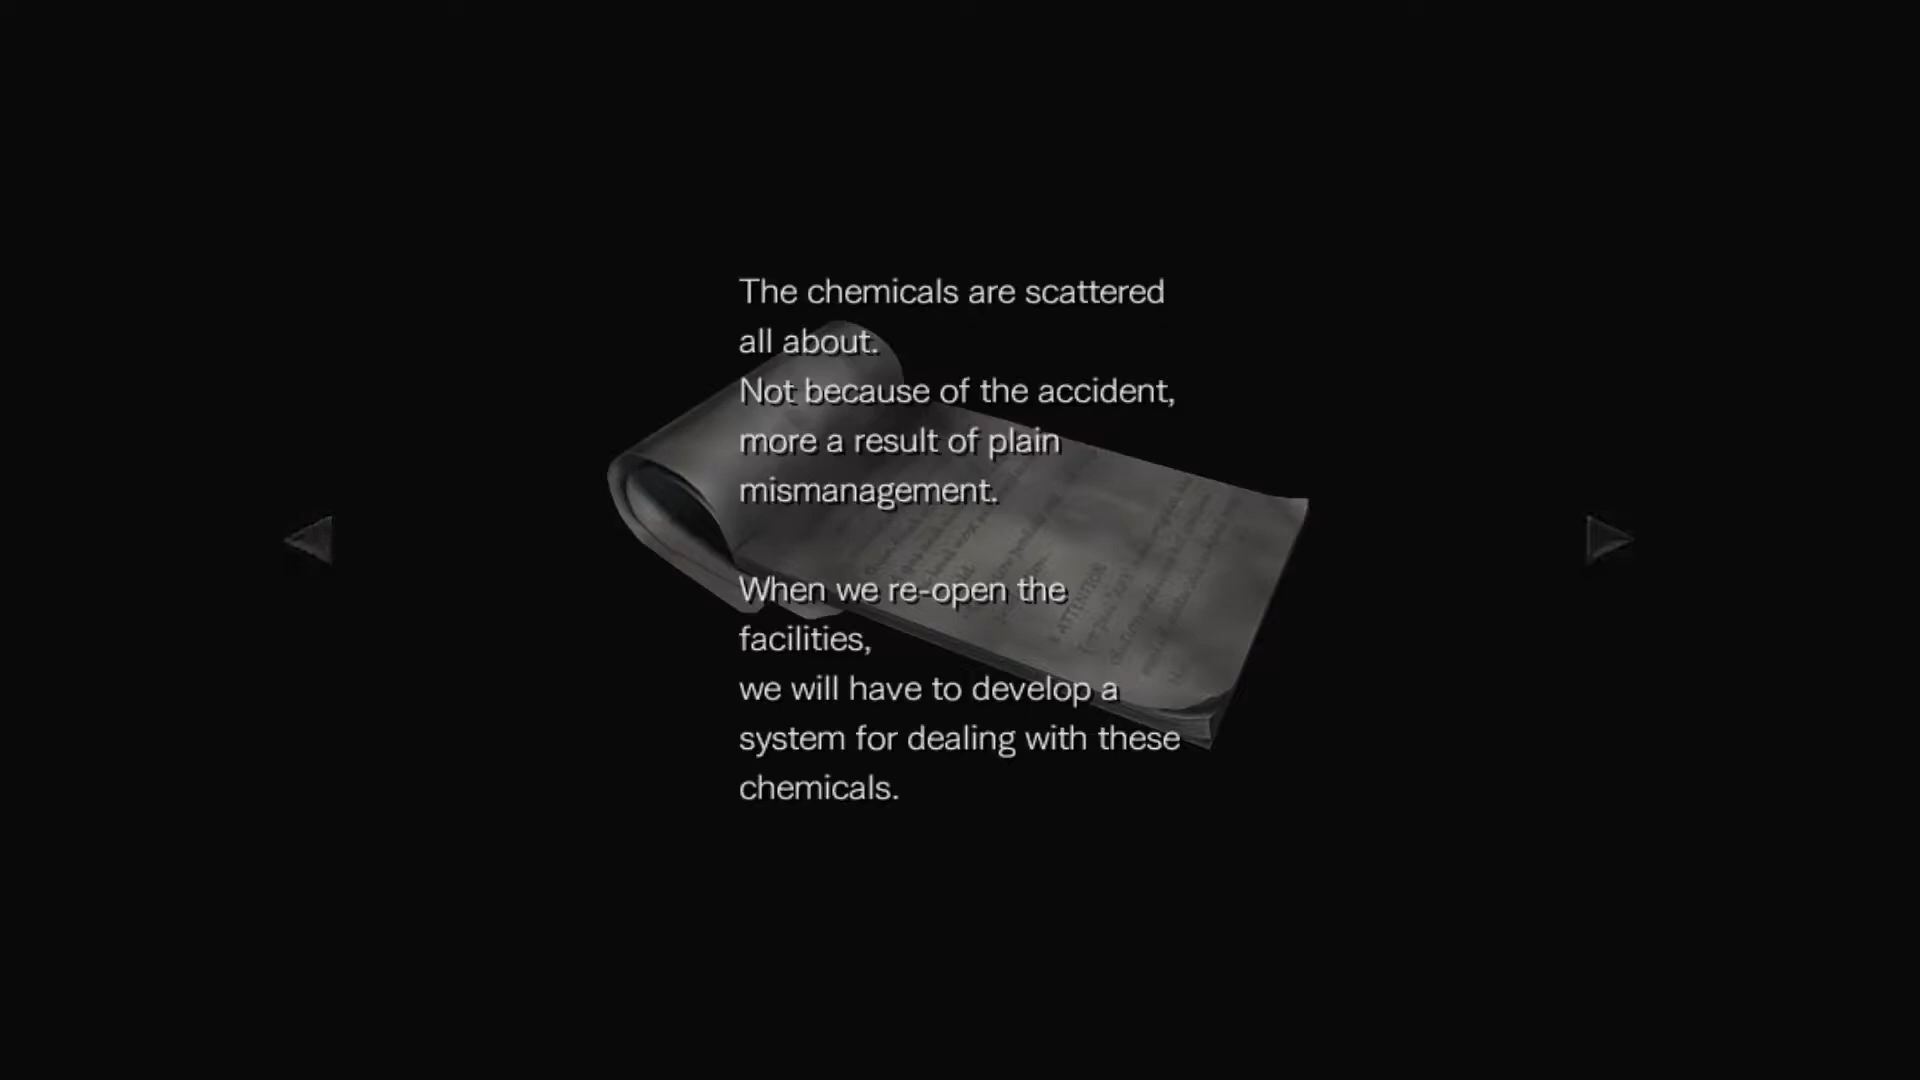 The chemicals are scattered
all about.
Not because of the accident,
more a result of plain
mismanagement.
When we re-open the
facilities,
we will have to develop a
system for dealing with these
chemicals.
ATTENTION